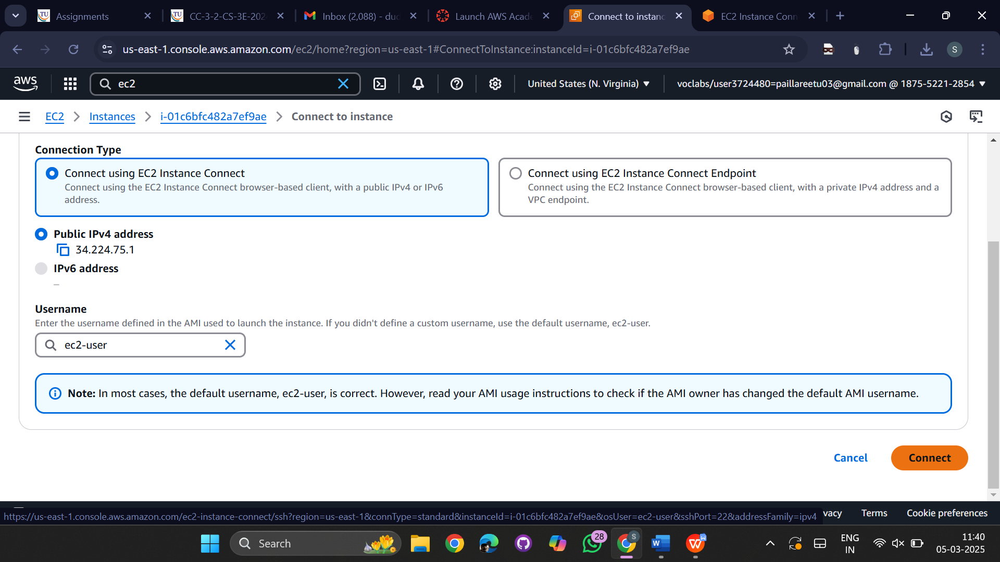 Assignments
CC-3-2-CS-3E-202
Inbox (2,088) - dud
Launch AWS Acade
Connect to instanc
EC2 Instance Conn
us-east-1.console.aws.amazon.com/ec2/home?region=us-east-1#ConnectToInstance:instanceId=i-01c6bfc482a7ef9ae
S
aws
ec2
United States (N. Virginia)
voclabs/user3724480=paillareetu03@gmail.com @ 1875-5221-2854
EC2
Instances
i-01c6bfc482a7ef9ae
Connect to instance
Connection Type
Connect using EC2 Instance Connect
Connect using the EC2 Instance Connect browser-based client, with a public IPv4 or IPv6
address.
Connect using EC2 Instance Connect Endpoint
Connect using the EC2 Instance Connect browser-based client, with a private IPv4 address and a
VPC endpoint.
Public IPv4 address
34.224.75.1
IPv6 address
–
Username
Enter the username defined in the AMI used to launch the instance. If you didn't define a custom username, use the default username, ec2-user.
ec2-user
Note: In most cases, the default username, ec2-user, is correct. However, read your AMI usage instructions to check if the AMI owner has changed the default AMI username.
Cancel
Connect
https://us-east-1.console.aws.amazon.com/ec2-instance-connect/ssh?region=us-east-1&connType=standard&instanceId=i-01c6bfc482a7ef9ae&osUser=ec2-user&sshPort=22&addressFamily=ipv4
vacy
Terms
Cookie preferences
Search
28
S
ENG
IN
11:40
05-03-2025